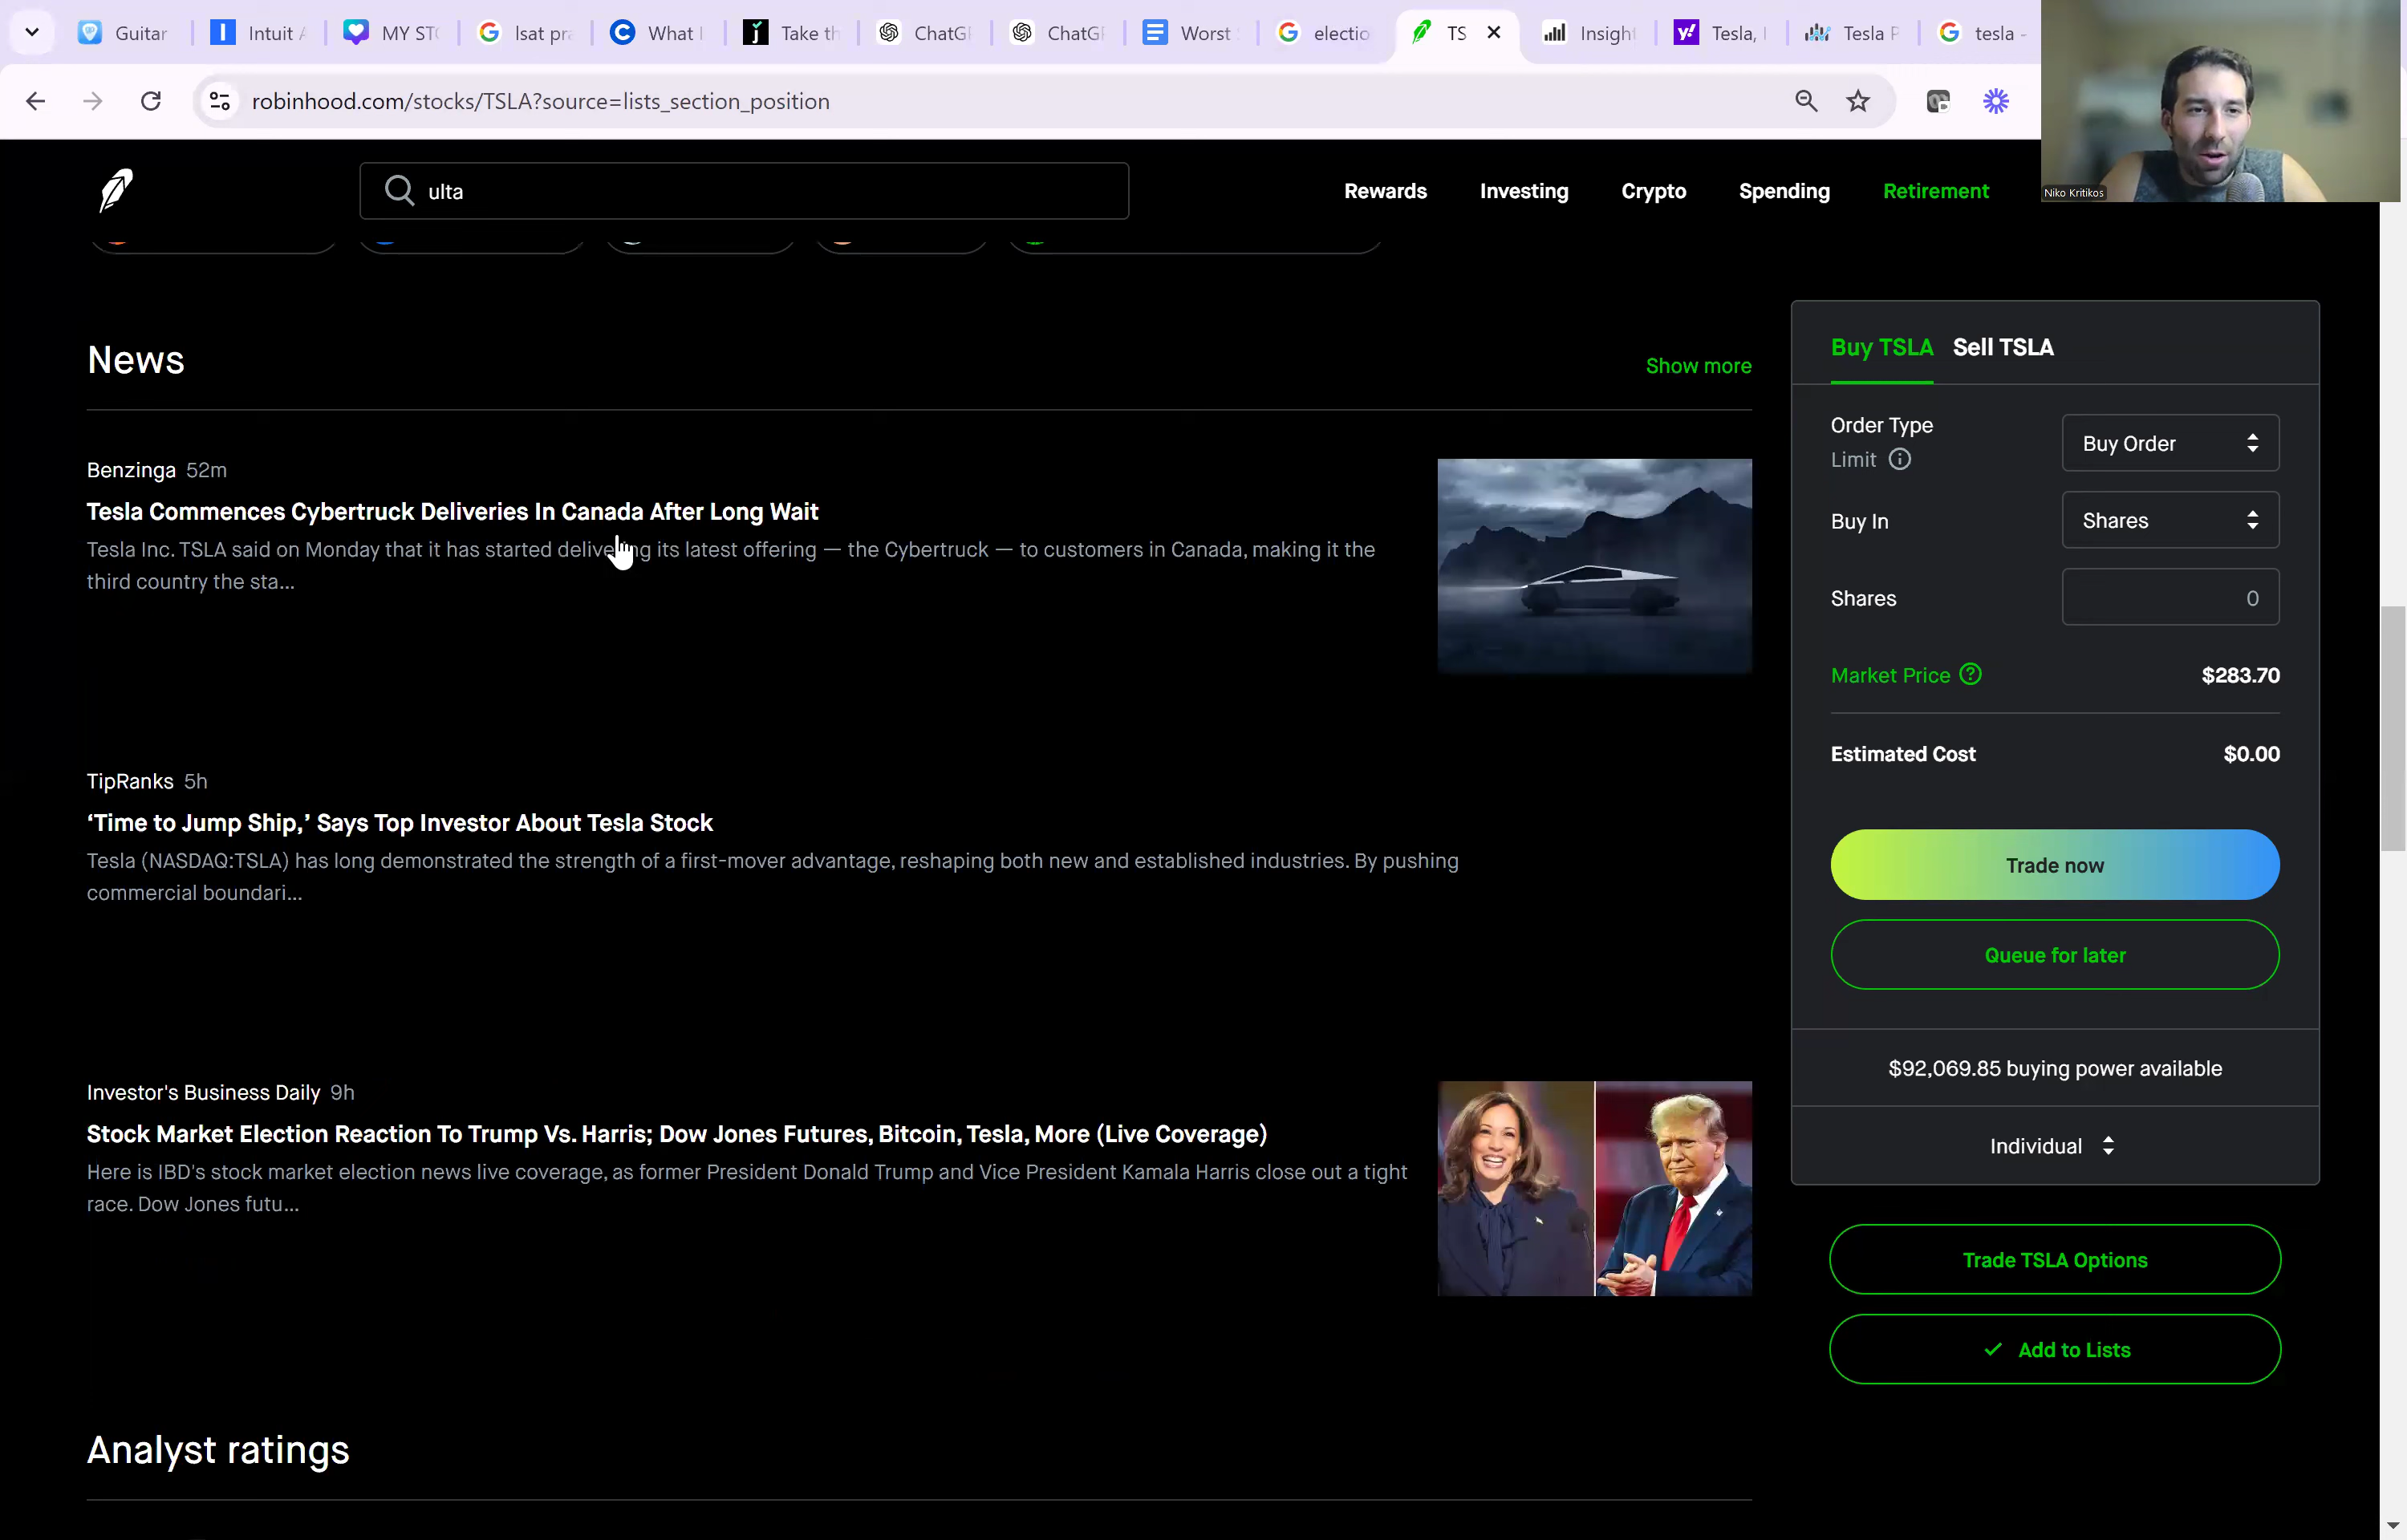 Guitar
Intuit
MY STO
lsat pra
What
Take th
ChatGP
ChatGP
Worst
electio
TS
Insight
Tesla,
Tesla P
tesla -
robinhood.com/stocks/TSLA?source=lists_section_position
Niko Kritikos
ulta
Rewards
Investing
Crypto
Spending
Retirement
News
Show more
Benzinga 52m
Tesla Commences Cybertruck Deliveries In Canada After Long Wait
Tesla Inc. TSLA said on Monday that it has started delivering its latest offering — the Cybertruck — to customers in Canada, making it the
third country the sta...
TipRanks 5h
‘Time to Jump Ship,’ Says Top Investor About Tesla Stock
Tesla (NASDAQ:TSLA) has long demonstrated the strength of a first-mover advantage, reshaping both new and established industries. By pushing
commercial boundari...
Investor's Business Daily 9h
Stock Market Election Reaction To Trump Vs. Harris; Dow Jones Futures, Bitcoin, Tesla, More (Live Coverage)
Here is IBD's stock market election news live coverage, as former President Donald Trump and Vice President Kamala Harris close out a tight
race. Dow Jones futu...
Analyst ratings
Buy TSLA Sell TSLA
Order Type
Limit
Buy Order
Buy In
Shares
Shares
0
Market Price
$283.70
Estimated Cost
$0.00
Trade now
Queue for later
$92,069.85 buying power available
Individual
Trade TSLA Options
Add to Lists